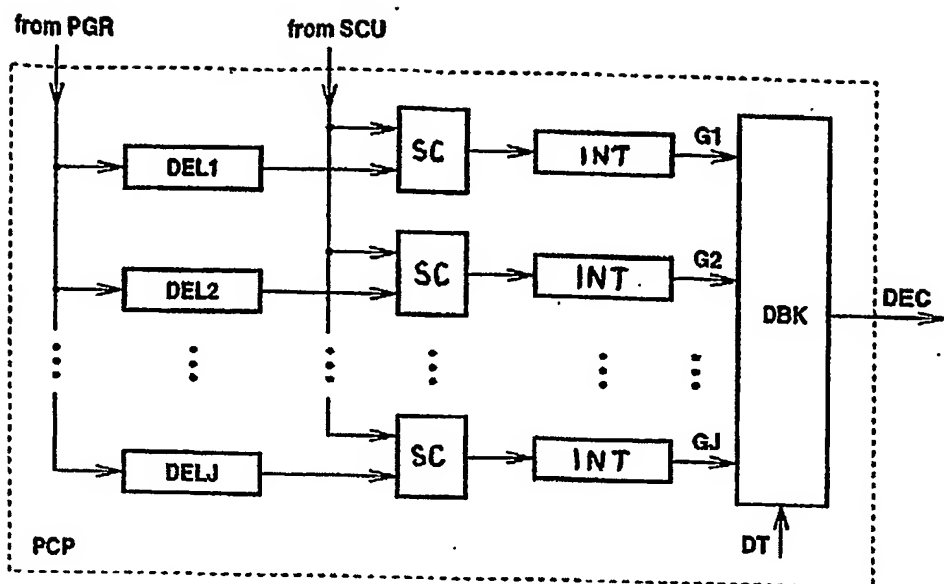 from PGR
from SCU
DEL1
SC
INT
G1
DEL2
SC
INT
G2
DBK
DEC
DELJ
SC
INT
GJ
PCP
DT